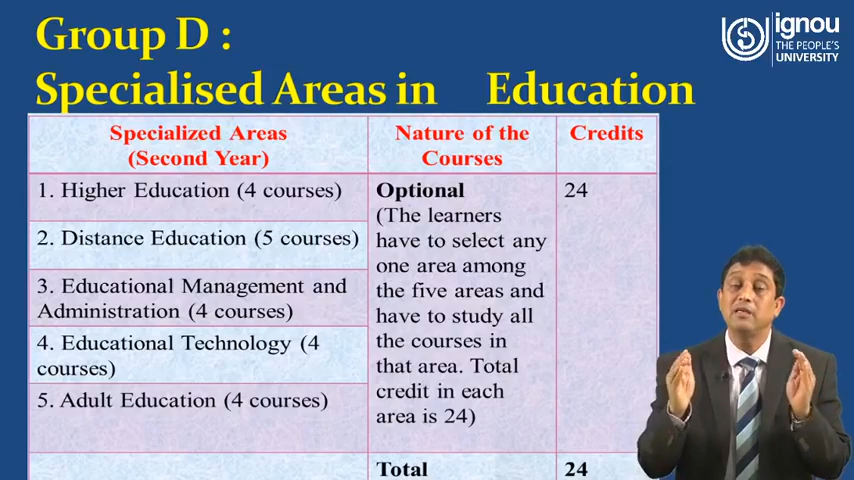 Group D :
Specialised Areas in Education
ignou
THE PEOPLE'S
UNIVERSITY
Specialized Areas
(Second Year)
Nature of the
Courses
Credits
1. Higher Education (4 courses)
2. Distance Education (5 courses)
3. Educational Management and
Administration (4 courses)
4. Educational Technology (4
courses)
5. Adult Education (4 courses)
Optional
(The learners
have to select any
one area among
the five areas and
have to study all
the courses in
that area. Total
credit in each
area is 24)
24
Total
24